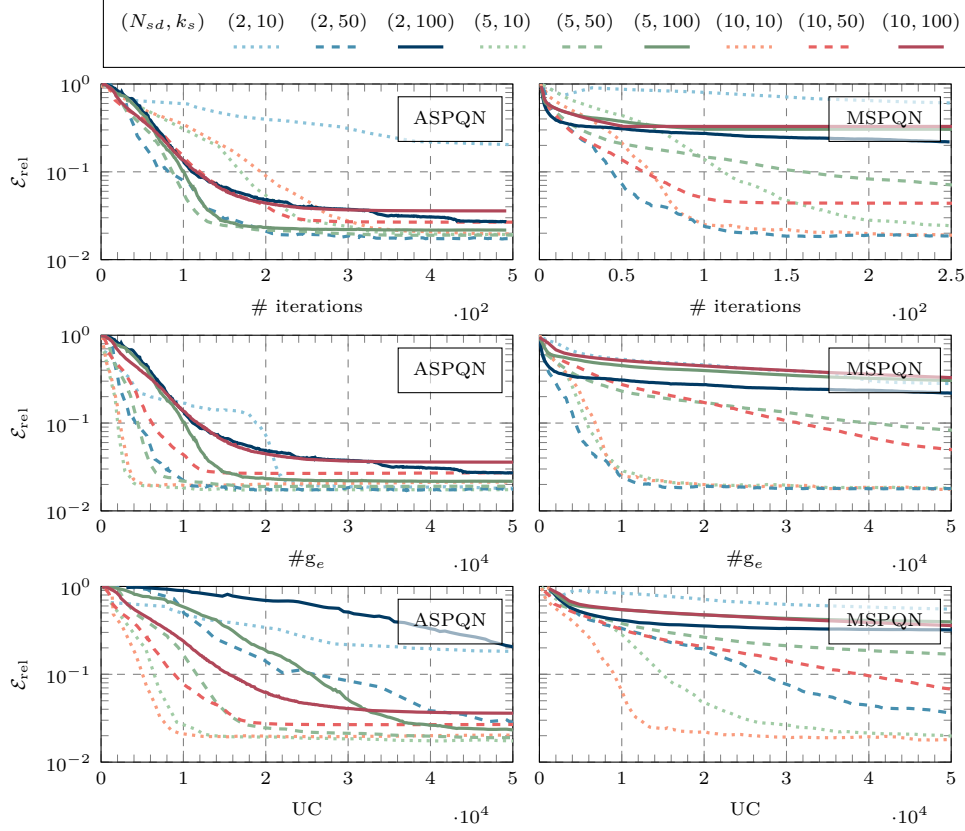 (N_{sd}, k_s) (2, 10) (2, 50) (2, 100) (5, 10) (5, 50) (5, 100) (10, 10) (10, 50) (10, 100)
10^0 ASPQN MSPQN
10^{-1}
10^{-2}
ℰ_rel
0 1 2 3 4 5 0 0.5 1 1.5 2 2.5
# iterations ·10^2 # iterations ·10^2
10^0 ASPQN MSPQN
10^{-1}
10^{-2}
ℰ_rel
0 1 2 3 4 5 0 1 2 3 4 5
#g_e ·10^4 #g_e ·10^4
10^0 ASPQN MSPQN
10^{-1}
10^{-2}
ℰ_rel
0 1 2 3 4 5 0 1 2 3 4 5
UC ·10^4 UC ·10^4